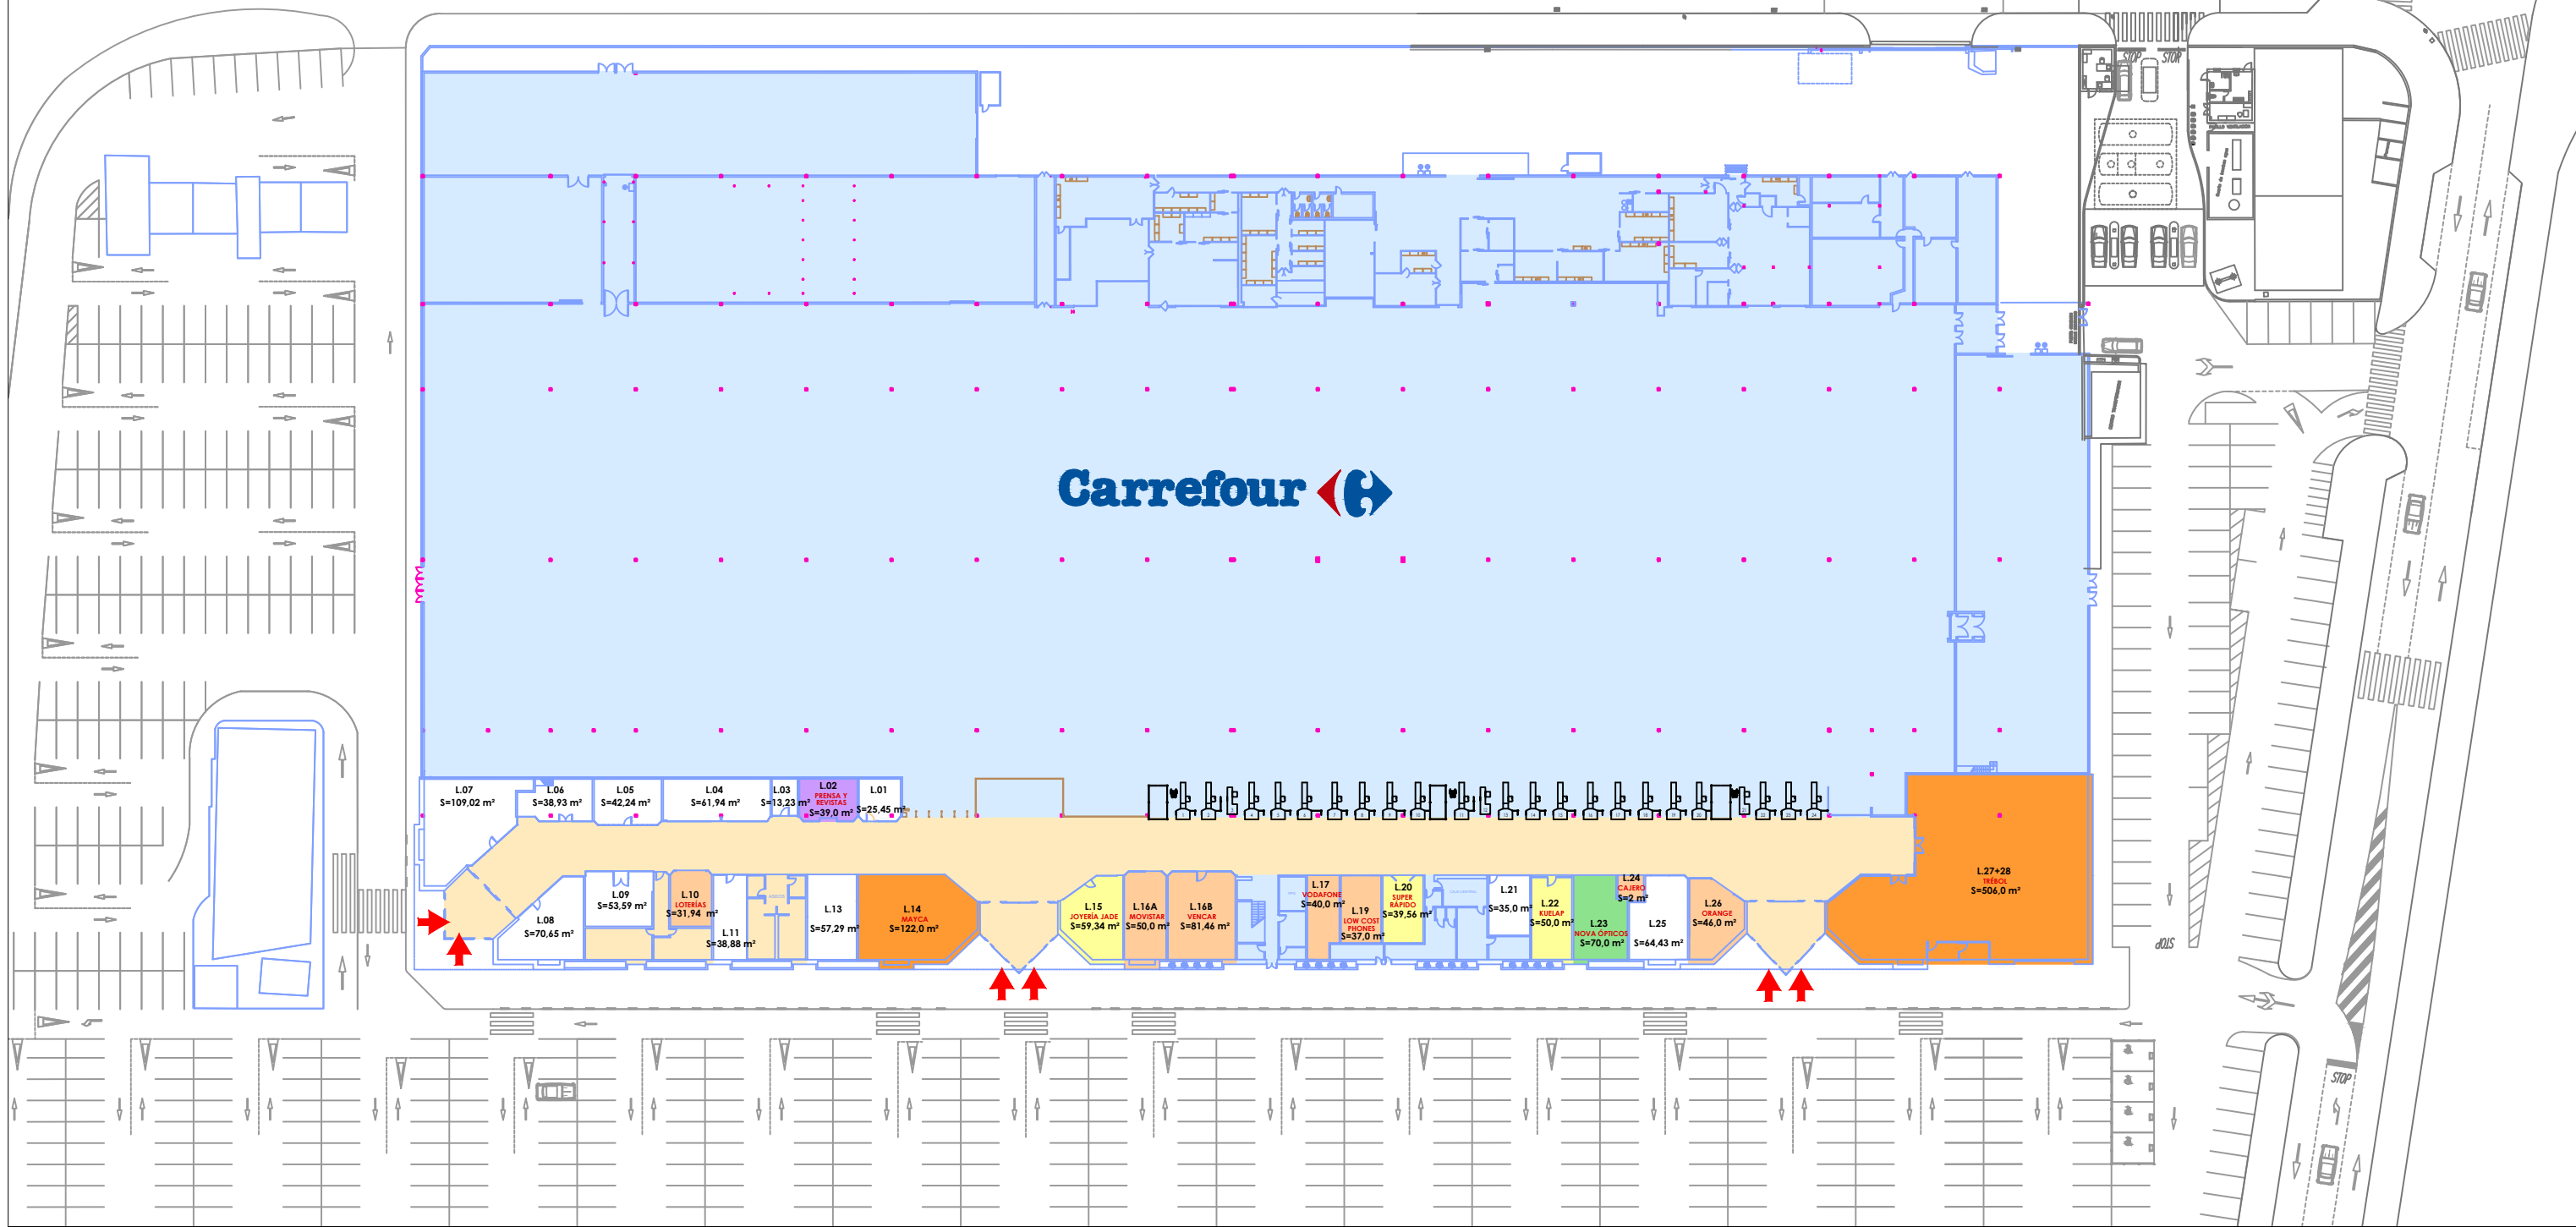 STOP
STOP
Carrefour
L.07
S=109,02 m²
L.06
S=38,93 m²
L.05
S=42,24 m²
L.04
S=61,94 m²
L.03
S=13,23 m²
L.02
PRENSA Y
REVISTAS
S=39,0 m²
L.01
S=25,45 m²
L.08
S=70,65 m²
L.09
S=53,59 m²
L.10
LOTERÍAS
S=31,94 m²
L.11
S=38,88 m²
L.13
S=57,29 m²
L.14
MAYCA
S=122,0 m²
L.15
JOYERÍA JADE
S=59,34 m²
L.16A
MOVISTAR
S=50,0 m²
L.16B
VENCAR
S=81,46 m²
L.17
VODAFONE
S=40,0 m²
L.19
LOW COST
PHONES
S=37,0 m²
L.20
SUPER
RÁPIDO
S=39,56 m²
L.21
S=35,0 m²
L.22
KUELAP
S=50,0 m²
L.23
NOVA ÓPTICOS
S=70,0 m²
L.24
CAJERO
S=2 m²
L.25
S=64,43 m²
L.26
ORANGE
S=46,0 m²
L.27+28
TRÉBOL
S=506,0 m²
STOP
STOP